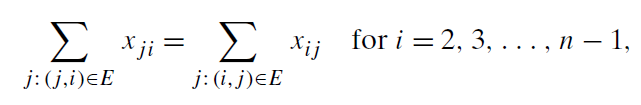 ∑_{j: (j,i)∈E} x_{ji} = ∑_{j: (i,j)∈E} x_{ij} for i = 2, 3, . . . , n − 1,